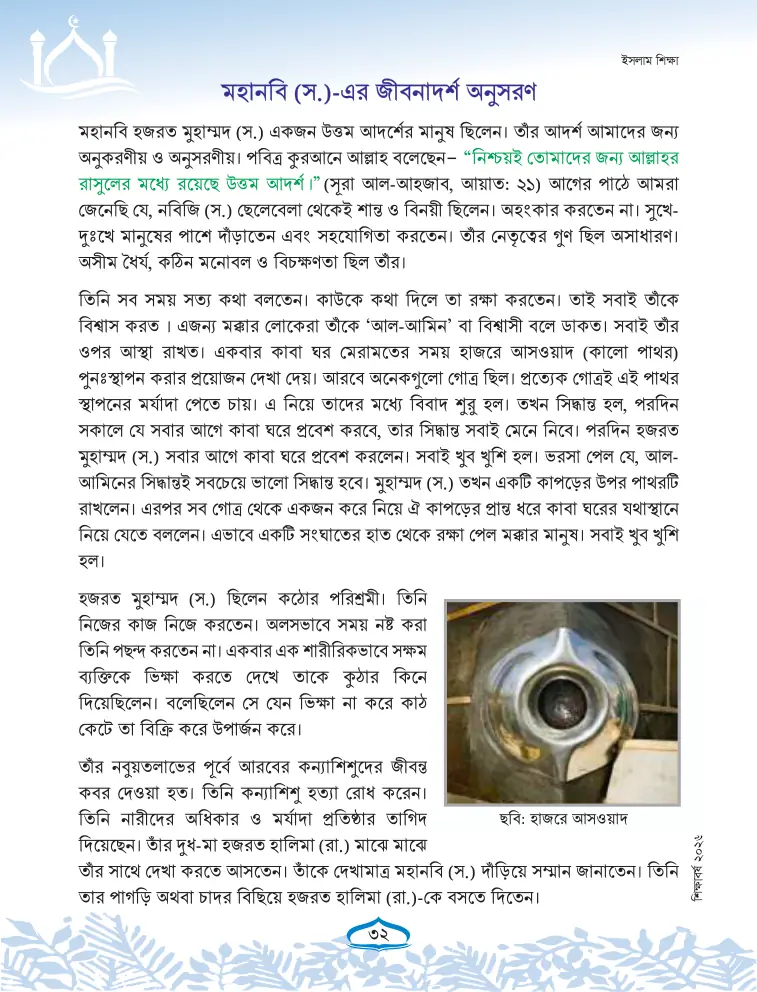 ইসলাম শিক্ষা
মহানবি (স.)-এর জীবনাদর্শ অনুসরণ
মহানবি হজরত মুহাম্মদ (স.) একজন উত্তম আদর্শের মানুষ ছিলেন। তাঁর আদর্শ আমাদের জন্য
অনুকরণীয় ও অনুসরণীয়। পবিত্র কুরআনে আল্লাহ বলেছেন– “নিশ্চয়ই তোমাদের জন্য আল্লাহর
রাসুলের মধ্যে রয়েছে উত্তম আদর্শ।” (সূরা আল-আহজাব, আয়াত: ২১) আগের পাঠে আমরা
জেনেছি যে, নবিজি (স.) ছেলেবেলা থেকেই শান্ত ও বিনয়ী ছিলেন। অহংকার করতেন না। সুখে-
দুঃখে মানুষের পাশে দাঁড়াতেন এবং সহযোগিতা করতেন। তাঁর নেতৃত্বের গুণ ছিল অসাধারণ।
অসীম ধৈর্য, কঠিন মনোবল ও বিচক্ষণতা ছিল তাঁর।
তিনি সব সময় সত্য কথা বলতেন। কাউকে কথা দিলে তা রক্ষা করতেন। তাই সবাই তাঁকে
বিশ্বাস করত । এজন্য মক্কার লোকেরা তাঁকে ‘আল-আমিন’ বা বিশ্বাসী বলে ডাকত। সবাই তাঁর
ওপর আস্থা রাখত। একবার কাবা ঘর মেরামতের সময় হাজরে আসওয়াদ (কালো পাথর)
পুনঃস্থাপন করার প্রয়োজন দেখা দেয়। আরবে অনেকগুলো গোত্র ছিল। প্রত্যেক গোত্রই এই পাথর
স্থাপনের মর্যাদা পেতে চায়। এ নিয়ে তাদের মধ্যে বিবাদ শুরু হল। তখন সিদ্ধান্ত হল, পরদিন
সকালে যে সবার আগে কাবা ঘরে প্রবেশ করবে, তার সিদ্ধান্ত সবাই মেনে নিবে। পরদিন হজরত
মুহাম্মদ (স.) সবার আগে কাবা ঘরে প্রবেশ করলেন। সবাই খুব খুশি হল। ভরসা পেল যে, আল-
আমিনের সিদ্ধান্তই সবচেয়ে ভালো সিদ্ধান্ত হবে। মুহাম্মদ (স.) তখন একটি কাপড়ের উপর পাথরটি
রাখলেন। এরপর সব গোত্র থেকে একজন করে নিয়ে ঐ কাপড়ের প্রান্ত ধরে কাবা ঘরের যথাস্থানে
নিয়ে যেতে বললেন। এভাবে একটি সংঘাতের হাত থেকে রক্ষা পেল মক্কার মানুষ। সবাই খুব খুশি
হল।
হজরত মুহাম্মদ (স.) ছিলেন কঠোর পরিশ্রমী। তিনি
নিজের কাজ নিজে করতেন। অলসভাবে সময় নষ্ট করা
তিনি পছন্দ করতেন না। একবার এক শারীরিকভাবে সক্ষম
ব্যক্তিকে ভিক্ষা করতে দেখে তাকে কুঠার কিনে
দিয়েছিলেন। বলেছিলেন সে যেন ভিক্ষা না করে কাঠ
কেটে তা বিক্রি করে উপার্জন করে।
তাঁর নবুয়তলাভের পূর্বে আরবের কন্যাশিশুদের জীবন্ত
কবর দেওয়া হত। তিনি কন্যাশিশু হত্যা রোধ করেন।
তিনি নারীদের অধিকার ও মর্যাদা প্রতিষ্ঠার তাগিদ
দিয়েছেন। তাঁর দুধ-মা হজরত হালিমা (রা.) মাঝে মাঝে
তাঁর সাথে দেখা করতে আসতেন। তাঁকে দেখামাত্র মহানবি (স.) দাঁড়িয়ে সম্মান জানাতেন। তিনি
তার পাগড়ি অথবা চাদর বিছিয়ে হজরত হালিমা (রা.)-কে বসতে দিতেন।
ছবি: হাজরে আসওয়াদ
শিক্ষাবর্ষ ২০২৬
৩২